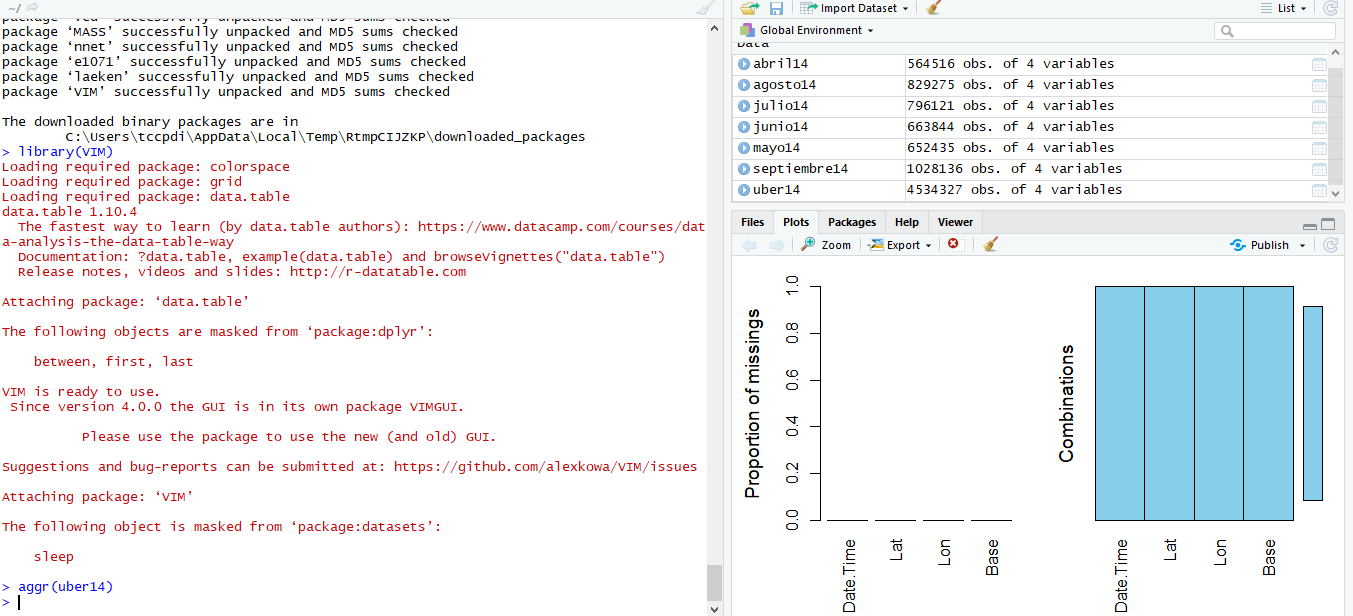 ~/
package ‘vcd’ successfully unpacked and MD5 sums checked
package ‘MASS’ successfully unpacked and MD5 sums checked
package ‘nnet’ successfully unpacked and MD5 sums checked
package ‘e1071’ successfully unpacked and MD5 sums checked
package ‘laeken’ successfully unpacked and MD5 sums checked
package ‘VIM’ successfully unpacked and MD5 sums checked
The downloaded binary packages are in
C:\Users\tccpdi\AppData\Local\Temp\RtmpCIJZKP\downloaded_packages
> library(VIM)
Loading required package: colorspace
Loading required package: grid
Loading required package: data.table
data.table 1.10.4
The fastest way to learn (by data.table authors): https://www.datacamp.com/courses/dat
a-analysis-the-data-table-way
Documentation: ?data.table, example(data.table) and browseVignettes("data.table")
Release notes, videos and slides: http://r-datatable.com
Attaching package: ‘data.table’
The following objects are masked from ‘package:dplyr’:
between, first, last
VIM is ready to use.
Since version 4.0.0 the GUI is in its own package VIMGUI.
Please use the package to use the new (and old) GUI.
Suggestions and bug-reports can be submitted at: https://github.com/alexkowa/VIM/issues
Attaching package: ‘VIM’
The following object is masked from ‘package:datasets’:
sleep
> aggr(uber14)
>
Import Dataset List
Global Environment
Data
abril14 564516 obs. of 4 variables
agosto14 829275 obs. of 4 variables
julio14 796121 obs. of 4 variables
junio14 663844 obs. of 4 variables
mayo14 652435 obs. of 4 variables
septiembre14 1028136 obs. of 4 variables
uber14 4534327 obs. of 4 variables
Files Plots Packages Help Viewer
Zoom Export Publish
Proportion of missings
1.0
0.8
0.6
0.4
0.2
0.0
Date.Time
Lat
Lon
Base
Combinations
Date.Time
Lat
Lon
Base